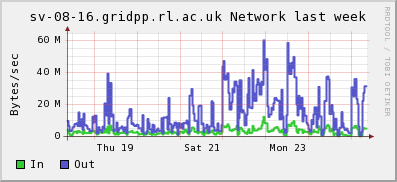 sv-08-16.gridpp.rl.ac.uk Network last week
RRDTOOL / TOBI OETIKER
Bytes/sec
60 M
40 M
20 M
0
Thu 19 Sat 21 Mon 23
In Out